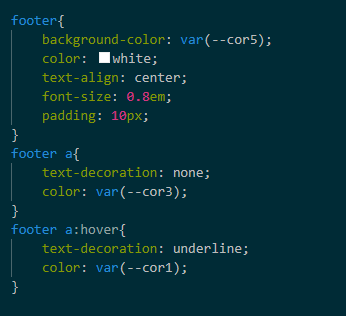 footer{
    background-color: var(--cor5);
    color: white;
    text-align: center;
    font-size: 0.8em;
    padding: 10px;
}
footer a{
    text-decoration: none;
    color: var(--cor3);
}
footer a:hover{
    text-decoration: underline;
    color: var(--cor1);
}